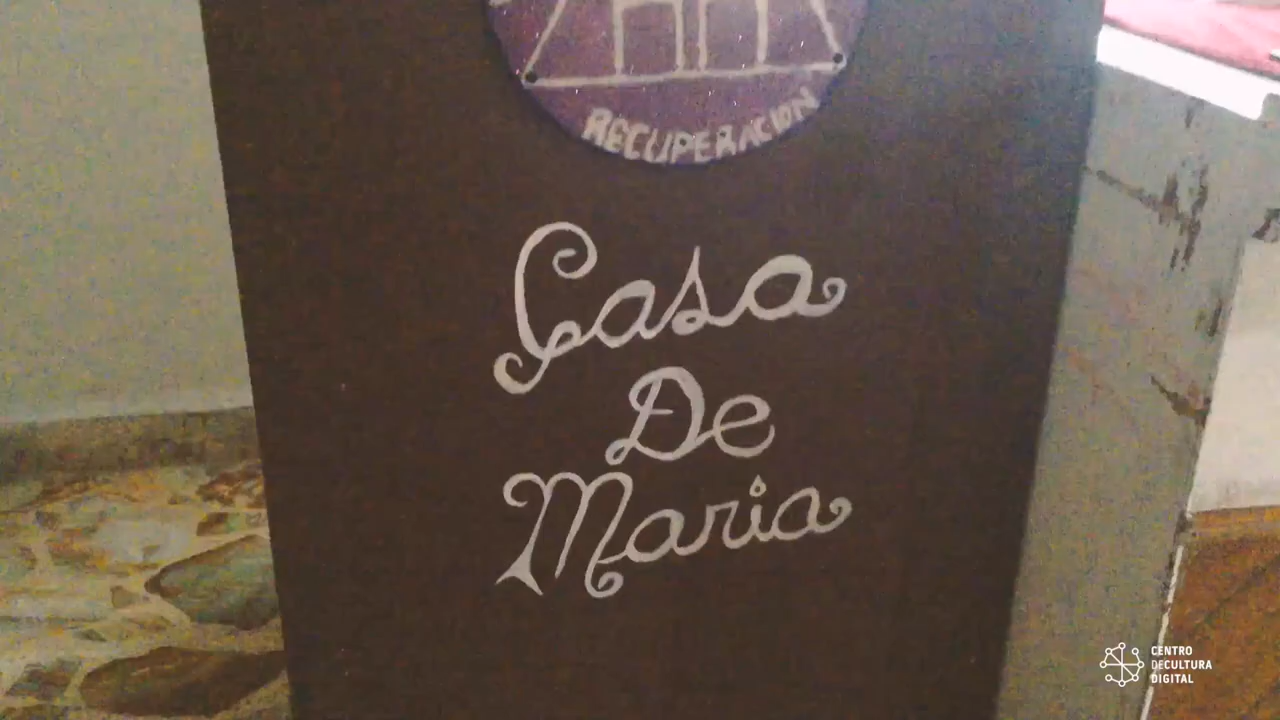 RECUPERACION
Casa
De
Maria
CENTRO
DECULTURA
DIGITAL